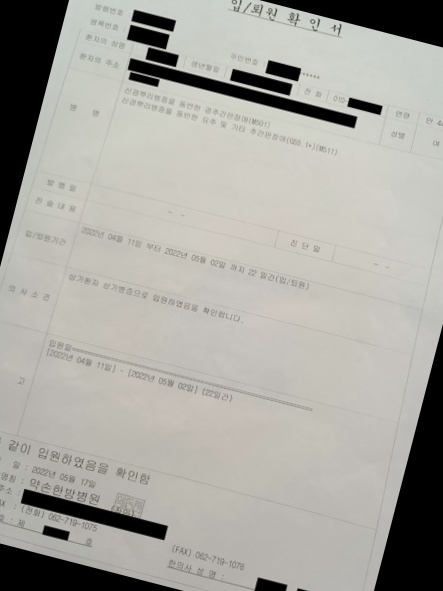 입/퇴원 확 인 서
발행번호
등록번호
환자의 성명 주민번호 *****
환자의 주소 생년월일 전 화 010- 연령 만
성별 여
병 명
신경뿌리병증을 동반한 경추간판장애(M501)
신경뿌리병증을 동반한 요추 및 기타 추간판장애(G55.1*)(M511)
발 병 일 - - 진 단 일 - -
진 술 내 용
입/퇴원기간 2022년 04월 11일 부터 2022년 05월 02일 까지 22 일간(입/퇴원)
의 사 소 견 상기환자 상기병증으로 입원하였음을 확인합니다.
고
입원일
[2022년 04월 11일] - [2022년 05월 02일] (22일간)
같이 입원하였음을 확인함
일 : 2022년 05월 17일
명칭 : 약손한방병원
주소
(전화) 062-719-1075 (FAX) 062-719-1076
호 : 제 호 한의사 성 명 :